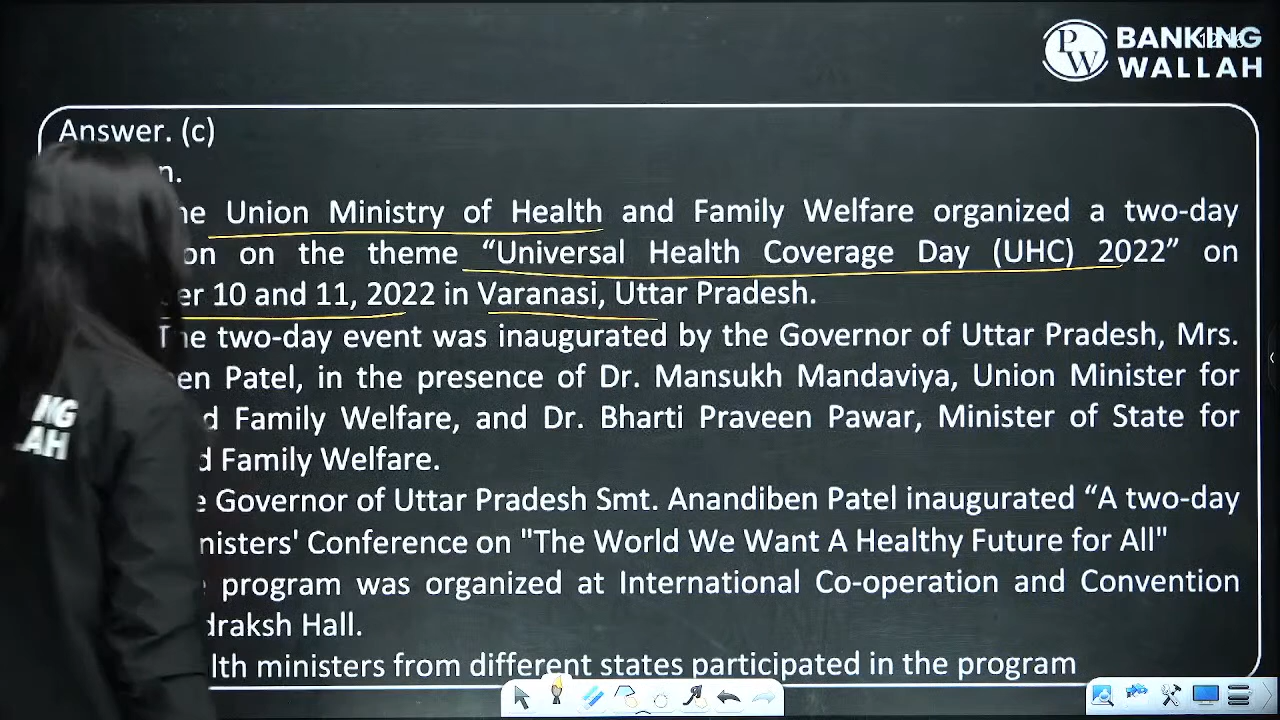 BANKING
WALLAH
PW
Answer. (c)
n.
ne Union Ministry of Health and Family Welfare organized a two-day
on on the theme “Universal Health Coverage Day (UHC) 2022” on
er 10 and 11, 2022 in Varanasi, Uttar Pradesh.
The two-day event was inaugurated by the Governor of Uttar Pradesh, Mrs.
en Patel, in the presence of Dr. Mansukh Mandaviya, Union Minister for
d Family Welfare, and Dr. Bharti Praveen Pawar, Minister of State for
d Family Welfare.
e Governor of Uttar Pradesh Smt. Anandiben Patel inaugurated “A two-day
nisters' Conference on "The World We Want A Healthy Future for All"
e program was organized at International Co-operation and Convention
draksh Hall.
lth ministers from different states participated in the program
NG
LAH